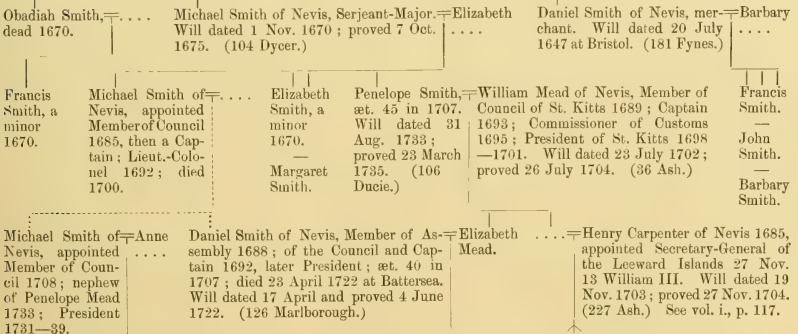 Obadiah Smith,=. . . .
dead 1670.
Michael Smith of Nevis, Serjeant-Major.=Elizabeth
Will dated 1 Nov. 1670 ; proved 7 Oct. . . . .
1675. (104 Dycer.)
Daniel Smith of Nevis, mer-=Barbary
chant. Will dated 20 July . . . .
1647 at Bristol. (181 Fynes.)
Francis
Smith, a
minor
1670.
Michael Smith of=. . . .
Nevis, appointed
Member of Council
1685, then a Cap-
tain ; Lieut.-Colo-
nel 1692 ; died
1700.
Elizabeth
Smith, a
minor
1670.
—
Margaret
Smith.
Penelope Smith,=
æt. 45 in 1707.
Will dated 31
Aug. 1733 ;
proved 23 March
1735. (106
Ducie.)
William Mead of Nevis, Member of
Council of St. Kitts 1689 ; Captain
1693 ; Commissioner of Customs
1695 ; President of St. Kitts 1698
—1701. Will dated 23 July 1702 ;
proved 26 July 1704. (36 Ash.)
Francis
Smith.
—
John
Smith.
—
Barbary
Smith.
Michael Smith of=Anne
Nevis, appointed . . . .
Member of Coun-
cil 1708 ; nephew
of Penelope Mead
1733 ; President
1731—39.
Daniel Smith of Nevis, Member of As-=Elizabeth
sembly 1688 ; of the Council and Cap- Mead.
tain 1692, later President ; æt. 40 in
1707 ; died 23 April 1722 at Battersea.
Will dated 17 April and proved 4 June
1722. (126 Marlborough.)
. . . .=Henry Carpenter of Nevis 1685,
appointed Secretary-General of
the Leeward Islands 27 Nov.
13 William III. Will dated 19
Nov. 1703 ; proved 27 Nov. 1704.
(227 Ash.) See vol. i., p. 117.